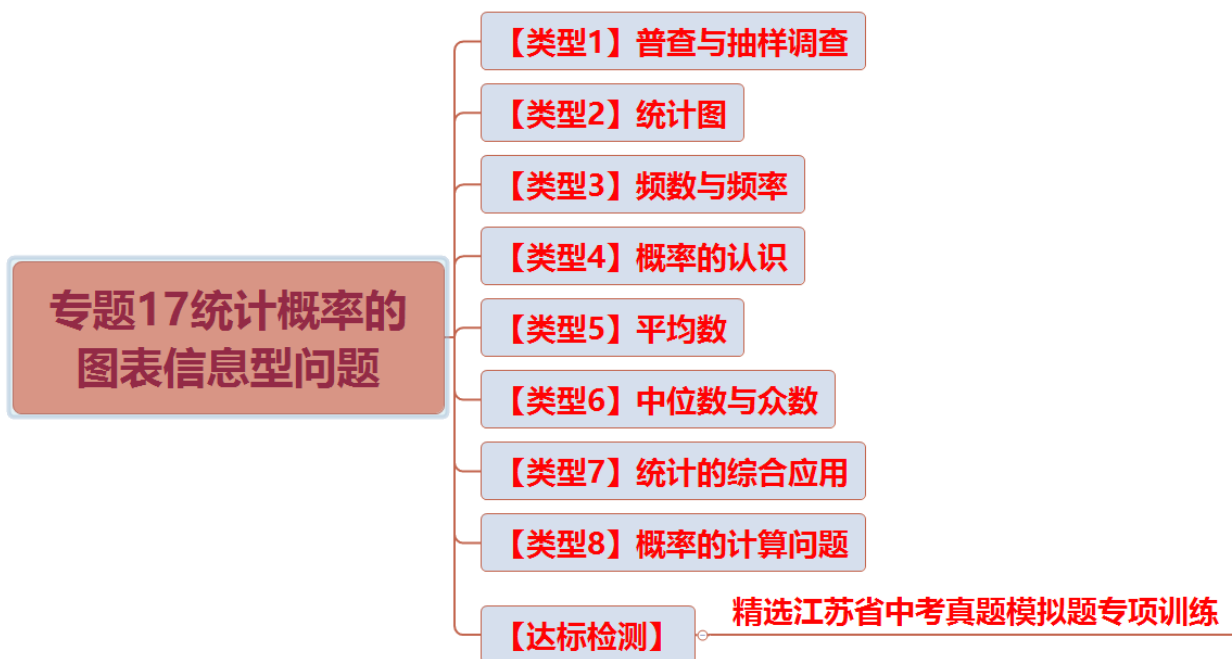 专题17统计概率的
图表信息型问题
【类型1】普查与抽样调查
【类型2】统计图
【类型3】频数与频率
【类型4】概率的认识
【类型5】平均数
【类型6】中位数与众数
【类型7】统计的综合应用
【类型8】概率的计算问题
【达标检测】
精选江苏省中考真题模拟题专项训练